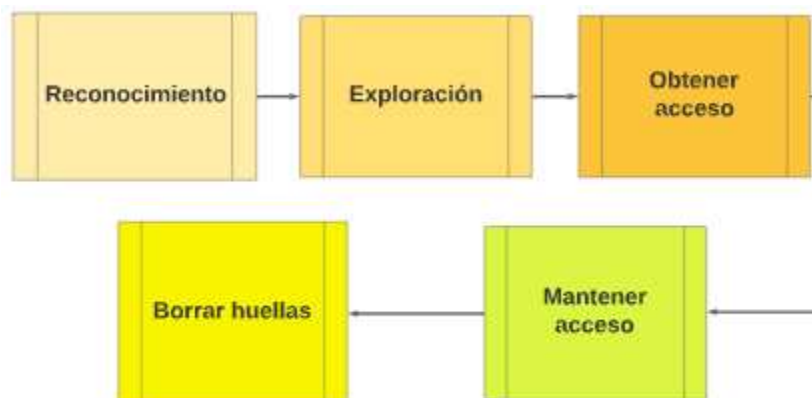 Reconocimiento
Exploración
Obtener
acceso
Mantener
acceso
Borrar huellas